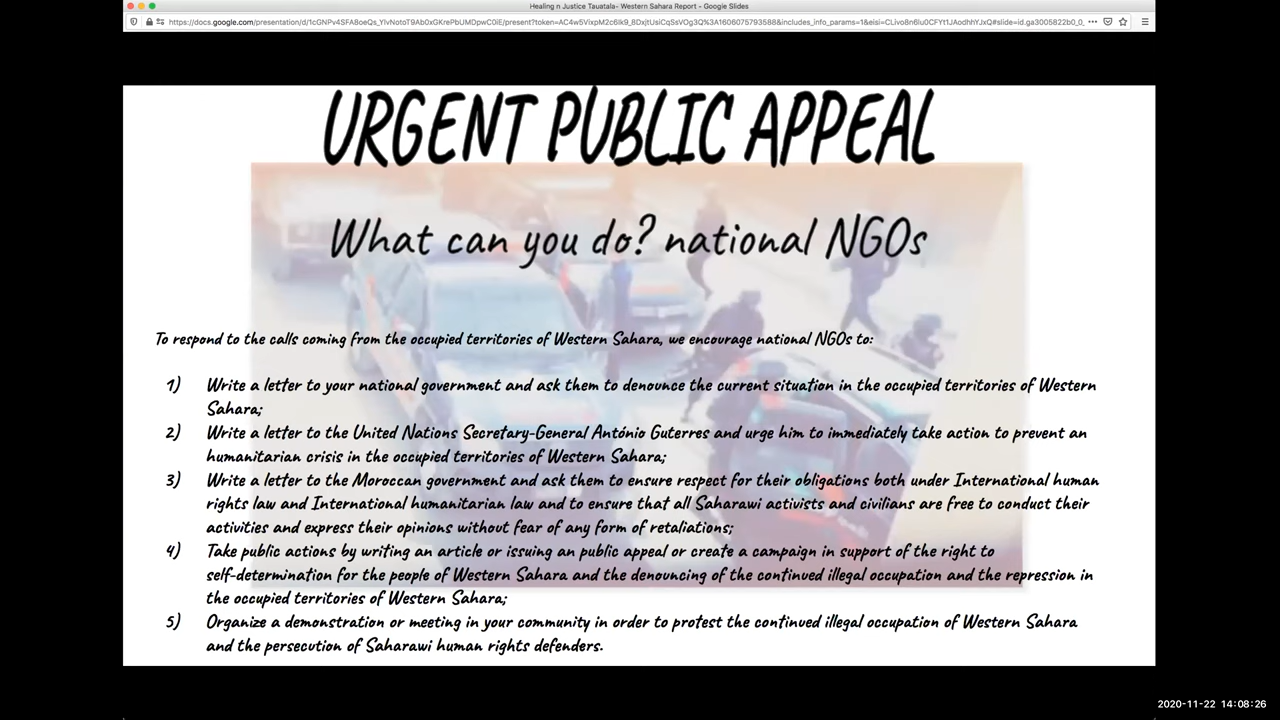 Healing n Justice Tauatala- Western Sahara Report - Google Slides
URGENT PUBLIC APPEAL
What can you do? national NGOs
To respond to the calls coming from the occupied territories of Western Sahara, we encourage national NGOs to:
1) Write a letter to your national government and ask them to denounce the current situation in the occupied territories of Western
Sahara;
2) Write a letter to the United Nations Secretary-General António Guterres and urge him to immediately take action to prevent an
humanitarian crisis in the occupied territories of Western Sahara;
3) Write a letter to the Moroccan government and ask them to ensure respect for their obligations both under International human
rights law and International humanitarian law and to ensure that all Saharawi activists and civilians are free to conduct their
activities and express their opinions without fear of any form of retaliations;
4) Take public actions by writing an article or issuing an public appeal or create a campaign in support of the right to
self-determination for the people of Western Sahara and the denouncing of the continued illegal occupation and the repression in
the occupied territories of Western Sahara;
5) Organize a demonstration or meeting in your community in order to protest the continued illegal occupation of Western Sahara
and the persecution of Saharawi human rights defenders.
2020-11-22 14:08:26